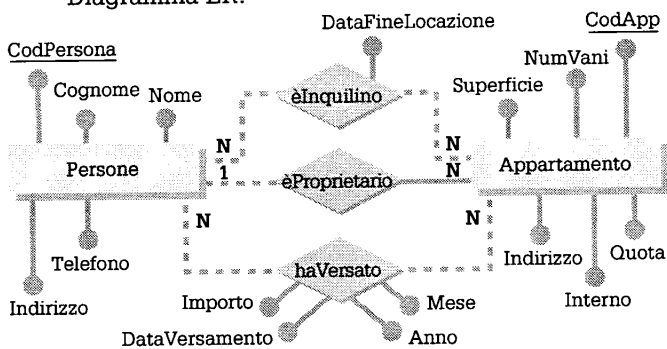 Diagramma ER:
DataFineLocazione
CodApp
CodPersona
NumVani
Cognome
Nome
èInquilino
Superficie
N
N
Persone
1
èProprietario
N
Appartamento
N
N
Telefono
haVersato
Indirizzo
Quota
Indirizzo
Importo
Mese
Interno
DataVersamento
Anno